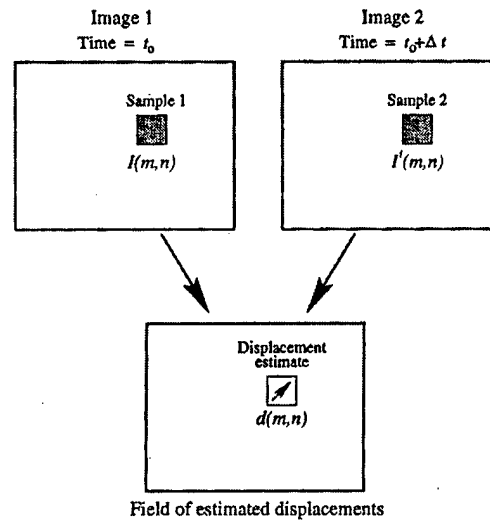 Image 1
Time = t₀
Image 2
Time = t₀+Δ t
Sample 1
I(m,n)
Sample 2
I'(m,n)
Displacement
estimate
d(m,n)
Field of estimated displacements